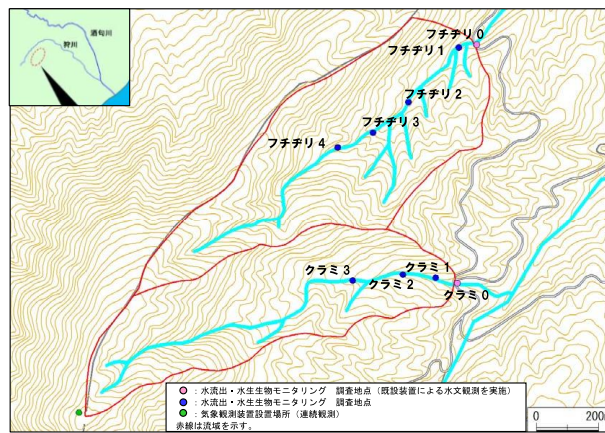 酒匂川
狩川
フチヂリ 0
フチヂリ 1
フチヂリ 2
フチヂリ 3
フチヂリ 4
クラミ 3
クラミ 1
クラミ 2
クラミ 0
：水流出・水生生物モニタリング　調査地点（既設装置による水文観測を実施）
：水流出・水生生物モニタリング　調査地点
：気象観測装置設置場所（連続観測）
赤線は流域を示す。
0 200